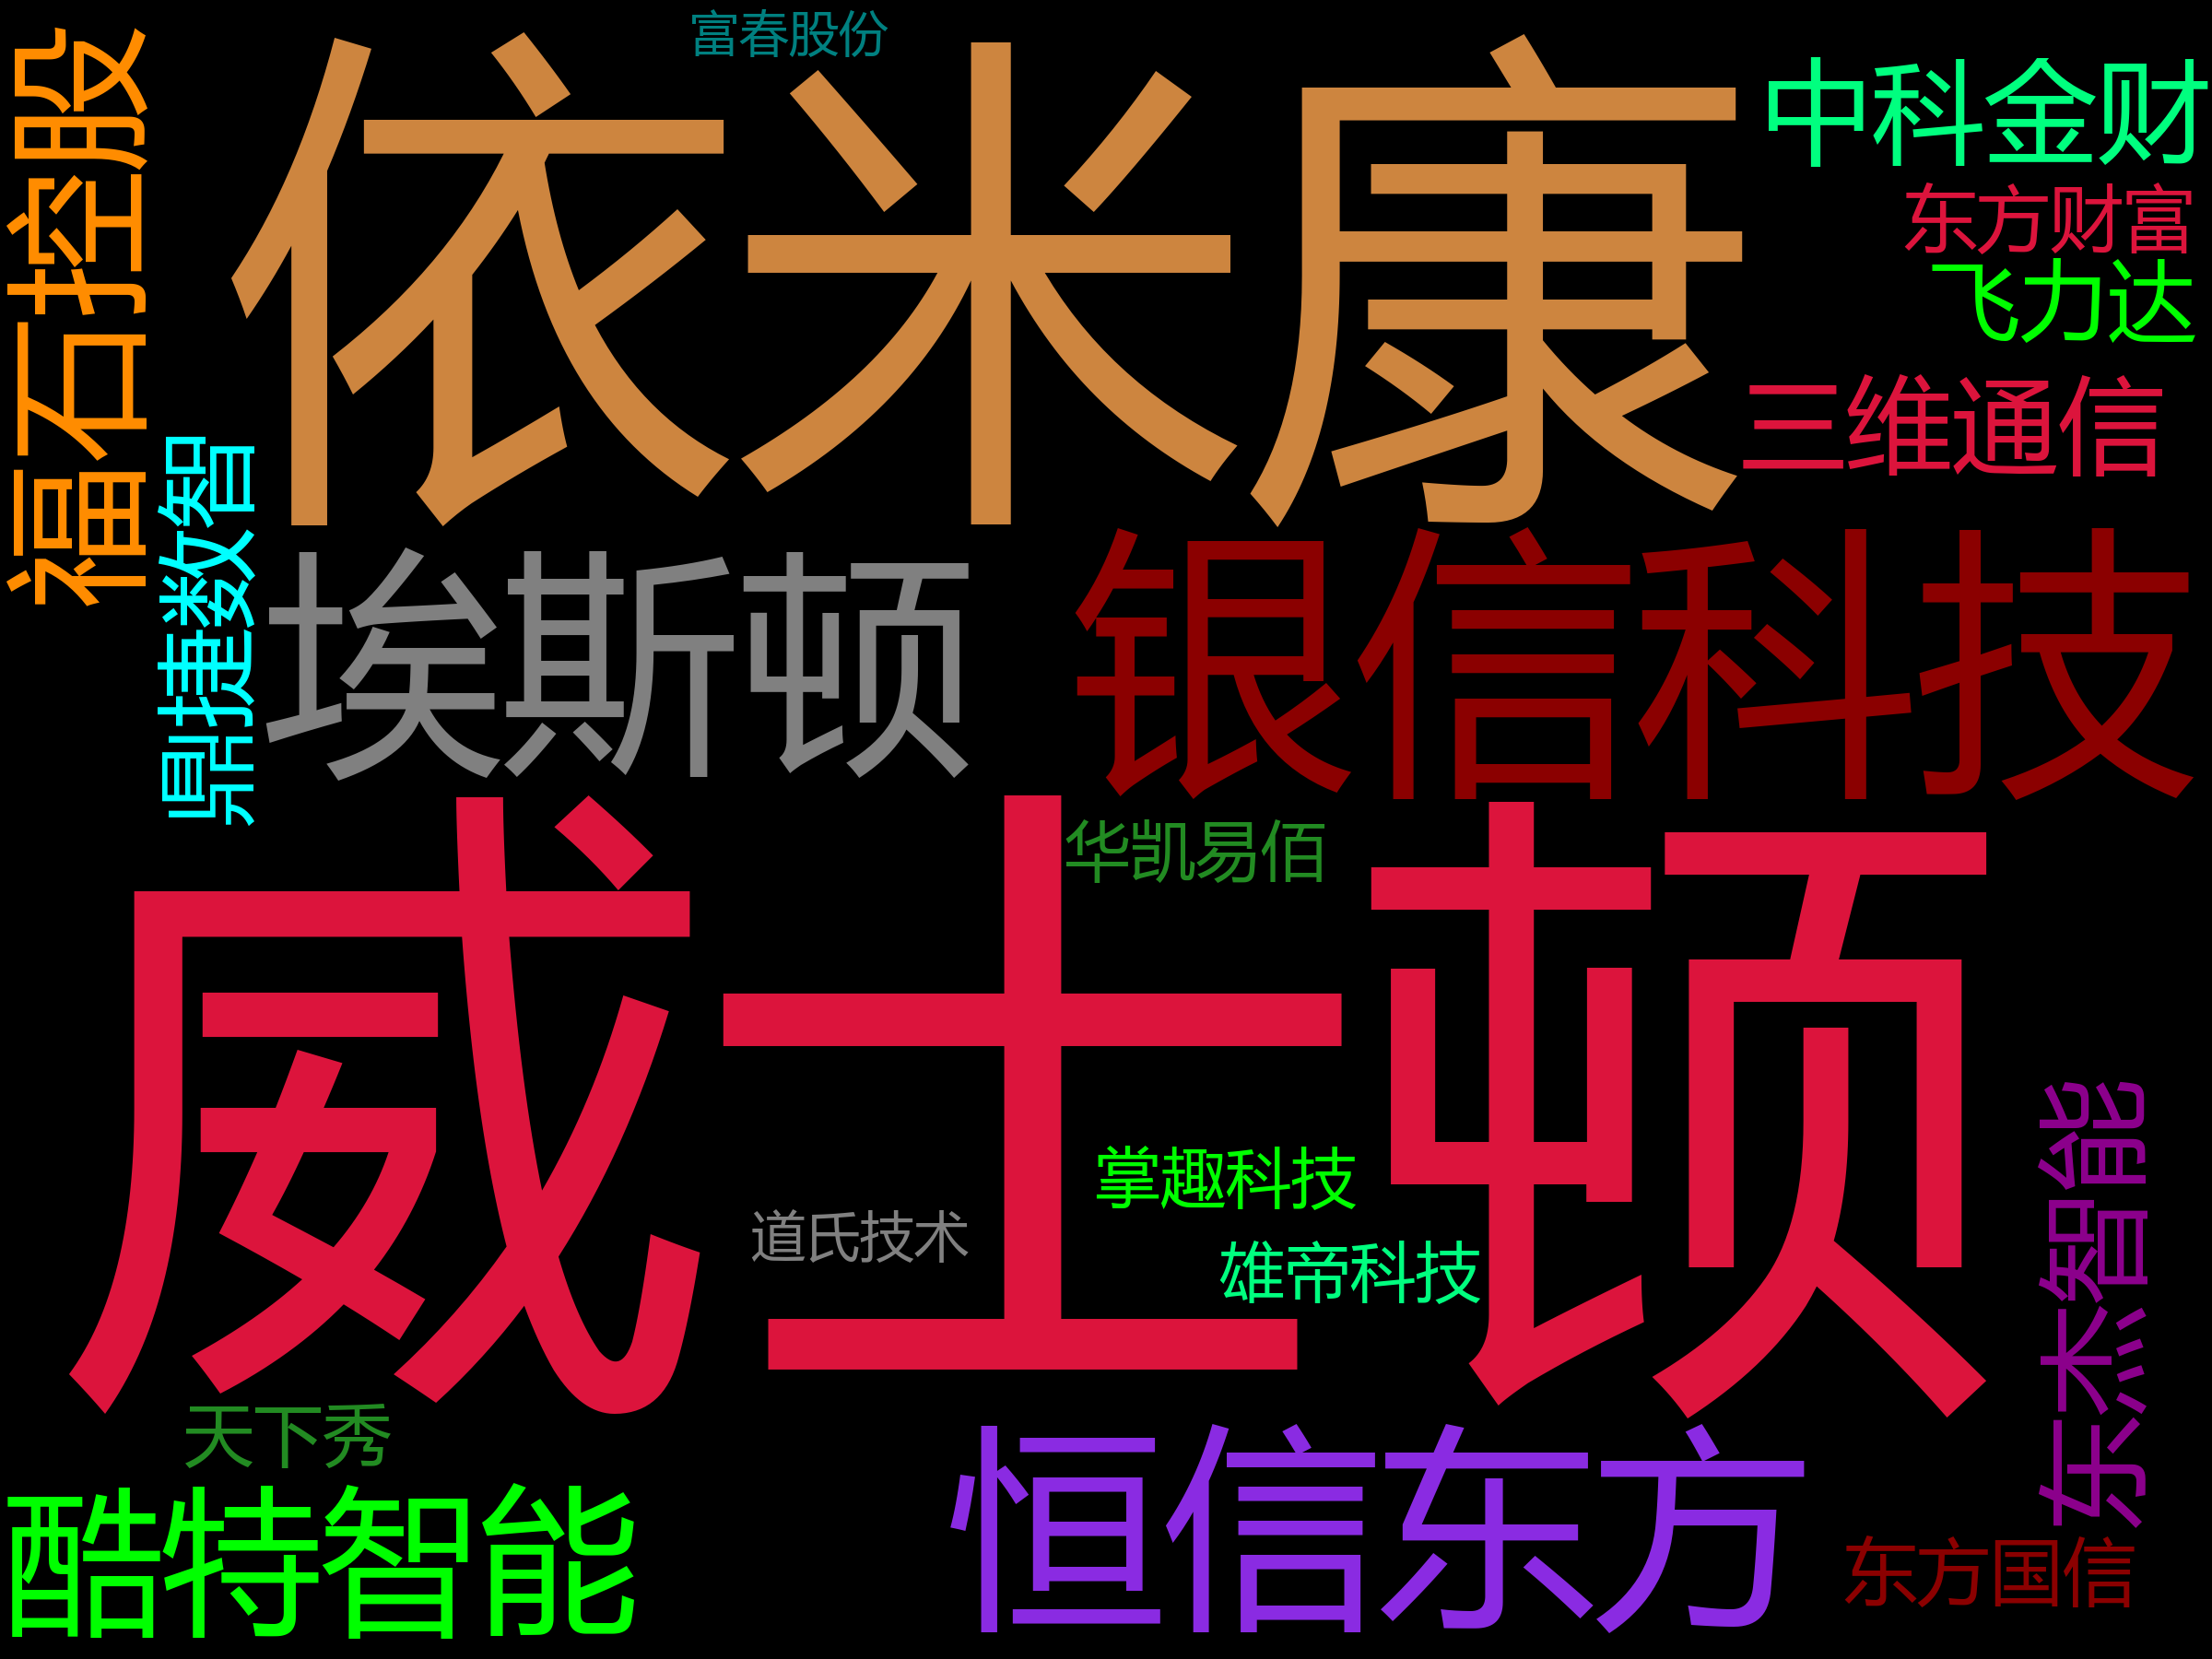 富春股份
福石控股
依米康
中科金财
东方财富
飞力达
三维通信
鼎捷数智
埃斯顿
银信科技
华凯易佰
威士顿
掌趣科技
道氏技术
雄帝科技
东杰智能
天下秀
酷特智能
恒信东方
东方国信